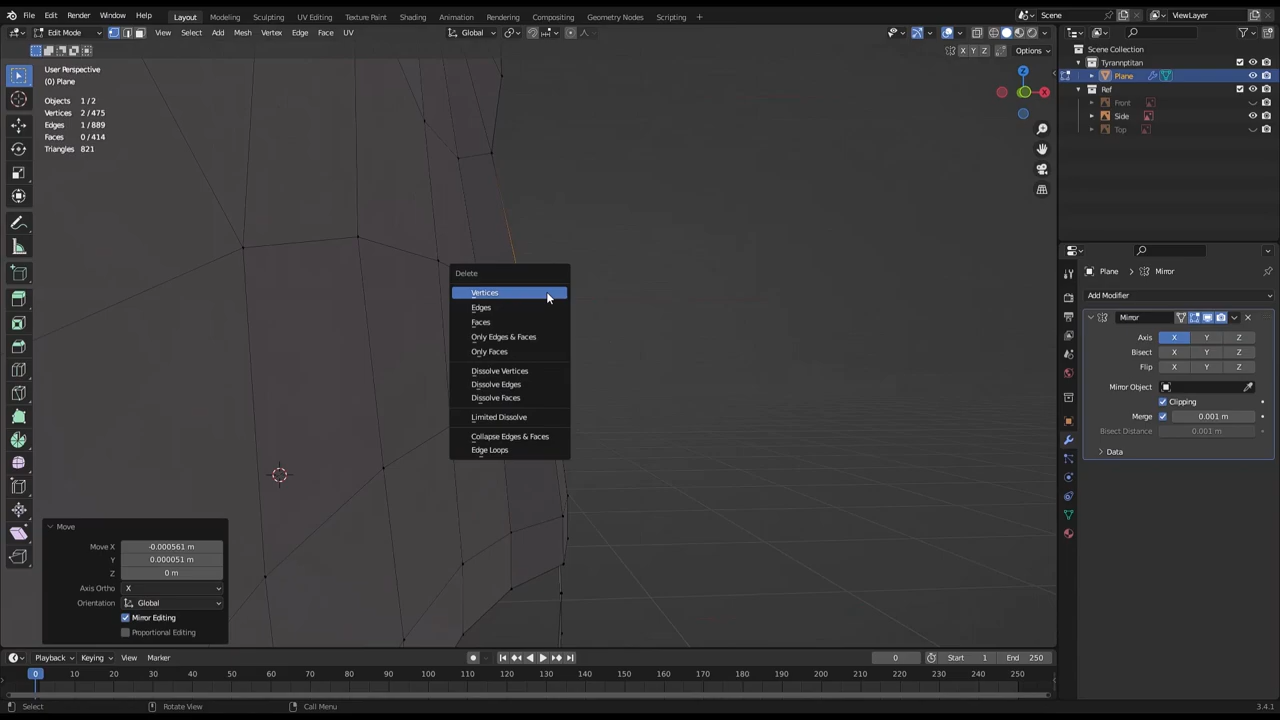 File Edit Render Window Help Layout Modeling Sculpting UV Editing Texture Paint Shading Animation Rendering Compositing Geometry Nodes Scripting + Scene ViewLayer
Edit Mode View Select Add Mesh Vertex Edge Face UV Global
X Y Z Options
User Perspective
(0) Plane
Objects 1 / 2
Vertices 2 / 475
Edges 1 / 889
Faces 0 / 414
Triangles 821
Z
X
Delete
Vertices
Edges
Faces
Only Edges & Faces
Only Faces
Dissolve Vertices
Dissolve Edges
Dissolve Faces
Limited Dissolve
Collapse Edges & Faces
Edge Loops
Move
Move X -0.000561 m
Y 0.000051 m
Z 0 m
Axis Ortho X
Orientation Global
Mirror Editing
Proportional Editing
Scene Collection
Tyrannptitan
Plane
Ref
Front
Side
Top
Plane Mirror
Add Modifier
Mirror
Axis X Y Z
Bisect X Y Z
Flip X Y Z
Mirror Object
Clipping
Merge 0.001 m
Bisect Distance 0.001 m
Data
Playback Keying View Marker 0 Start 1 End 250
0 10 20 30 40 50 60 70 80 90 100 110 120 130 140 150 160 170 180 190 200 210 220 230 240 250
Select Rotate View Call Menu 3.4.1